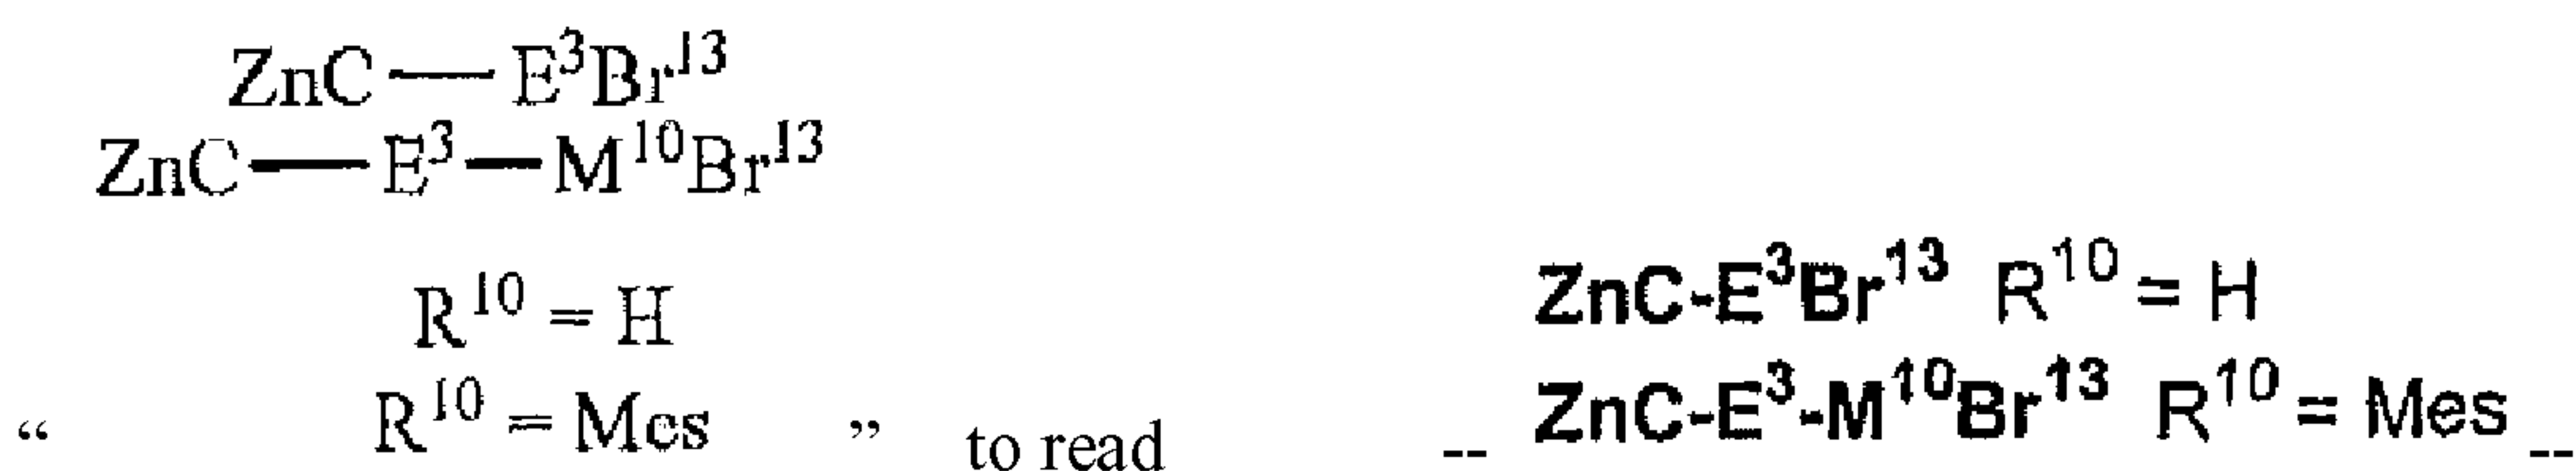 ZnC — E³Br¹³
ZnC — E³ — M¹⁰Br¹³
R¹⁰ = H
“ R¹⁰ = Mes ” to read
-- ZnC-E³Br¹³ R¹⁰ = H
ZnC-E³-M¹⁰Br¹³ R¹⁰ = Mes --